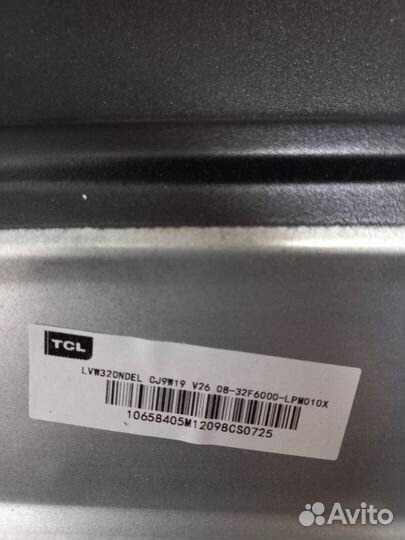 TCL
LVW320NDEL CJ9W19 V26 08-32F6000-LPM010X
10658405M12098CS0725
Avito